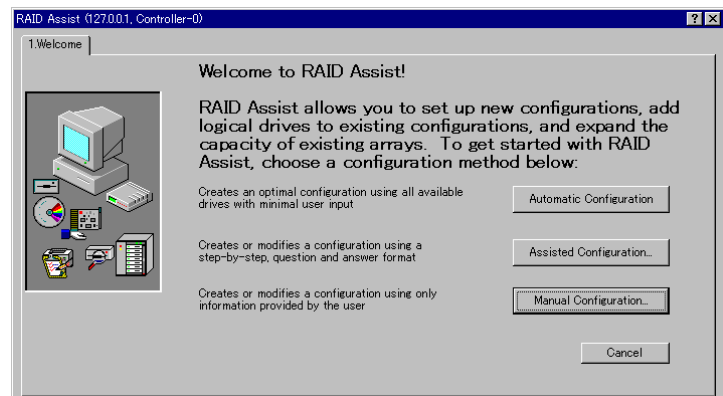 RAID Assist (127.0.0.1, Controller-0)
1.Welcome
Welcome to RAID Assist!
RAID Assist allows you to set up new configurations, add
logical drives to existing configurations, and expand the
capacity of existing arrays. To get started with RAID
Assist, choose a configuration method below:
Creates an optimal configuration using all available
drives with minimal user input
Automatic Configuration
Creates or modifies a configuration using a
step-by-step, question and answer format
Assisted Configuration...
Creates or modifies a configuration using only
information provided by the user
Manual Configuration...
Cancel